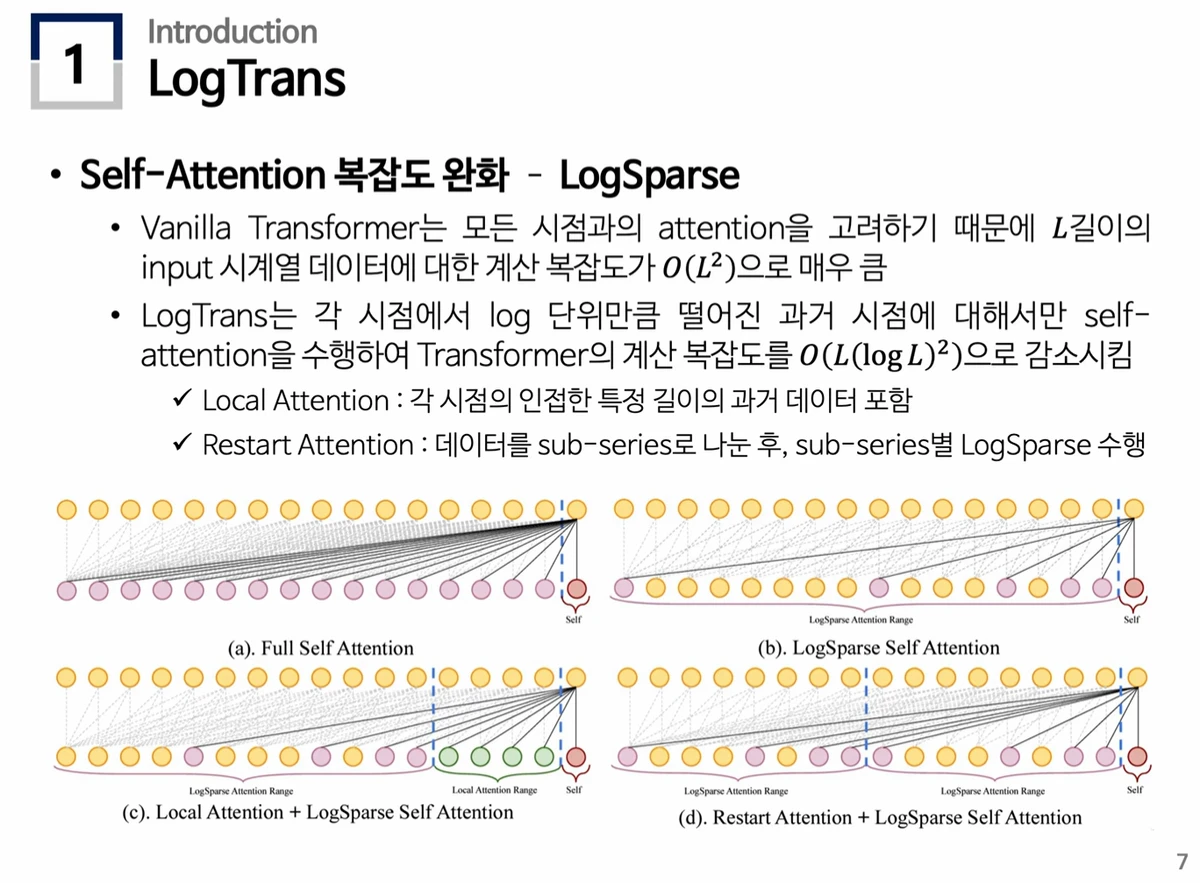 1
Introduction
LogTrans
• Self-Attention 복잡도 완화 - LogSparse
• Vanilla Transformer는 모든 시점과의 attention을 고려하기 때문에 L길이의
input 시계열 데이터에 대한 계산 복잡도가 O(L²)으로 매우 큼
• LogTrans는 각 시점에서 log 단위만큼 떨어진 과거 시점에 대해서만 self-
attention을 수행하여 Transformer의 계산 복잡도를 O(L(log L)²)으로 감소시킴
✓ Local Attention : 각 시점의 인접한 특정 길이의 과거 데이터 포함
✓ Restart Attention : 데이터를 sub-series로 나눈 후, sub-series별 LogSparse 수행
Self
(a). Full Self Attention
LogSparse Attention Range
Self
(b). LogSparse Self Attention
LogSparse Attention Range
Local Attention Range
Self
(c). Local Attention + LogSparse Self Attention
LogSparse Attention Range
LogSparse Attention Range
Self
(d). Restart Attention + LogSparse Self Attention
7